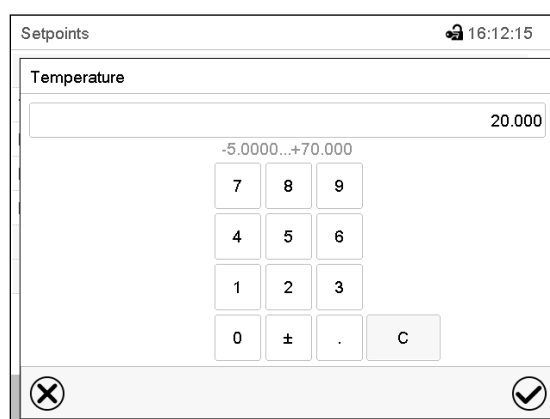 Setpoints 16:12:15
Temperature
20.000
-5.0000...+70.000
7 8 9
4 5 6
1 2 3
0 ± . C